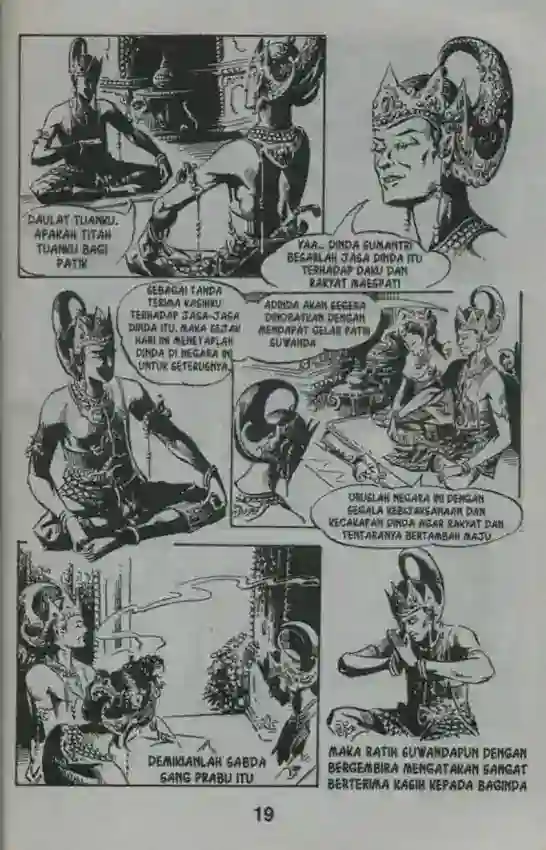 DAULAT TUANKU.
APAKAH TITAH
TUANKU BAGI
PATIK
YAA.. DINDA SUMANTRI
BESARLAH JASA DINDA ITU
TERHADAP DAKU DAN
RAKYAT MAESPATI
SEBAGAI TANDA
TERIMA KASIHKU
TERHADAP JASA-JASA
DINDA ITU. MAKA SEJAK
HARI INI MENETAPLAH
DINDA DI NEGARA INI
UNTUK SETERUSNYA.
ADINDA AKAN SEGERA
DINOBATKAN DENGAN
MENDAPAT GELAR PATIH
SUWANDA
URUSLAH NEGARA INI DENGAN
SEGALA KEBIJAKSANAAN DAN
KECAKAPAN DINDA AGAR RAKYAT DAN
TENTARANYA BERTAMBAH MAJU
DEMIKIANLAH SABDA
SANG PRABU ITU
MAKA RATIH SUWANDAPUN DENGAN
BERGEMBIRA MENGATAKAN SANGAT
BERTERIMA KASIH KEPADA BAGINDA
19